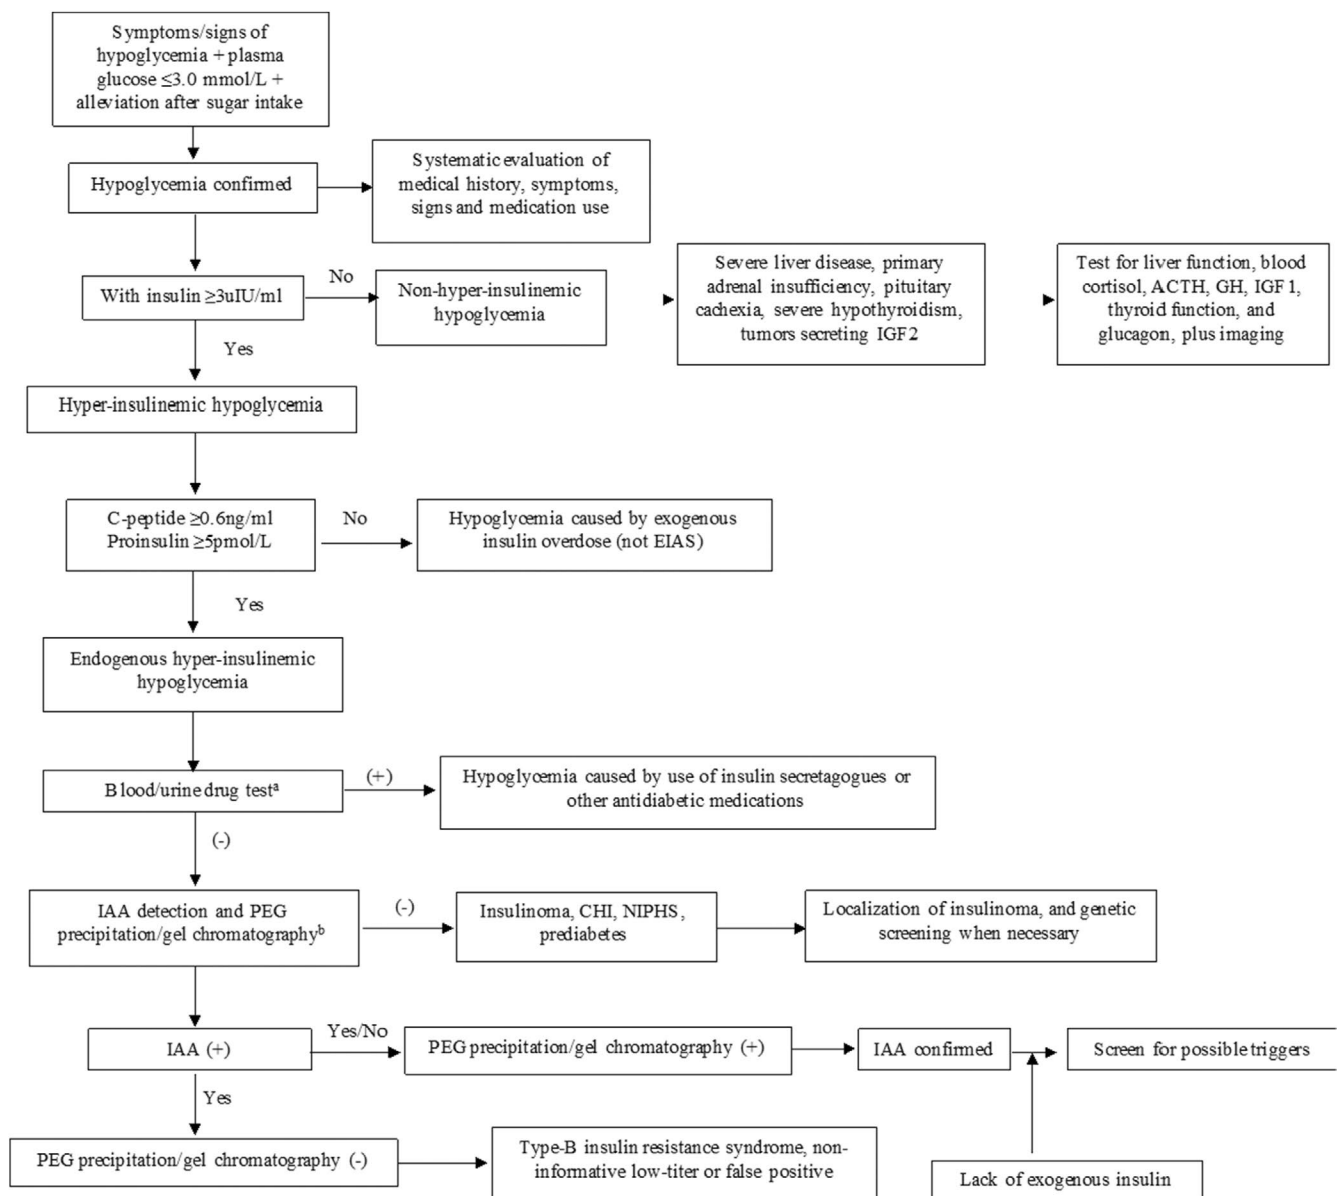 Symptoms/signs of
hypoglycemia + plasma
glucose ≤3.0 mmol/L +
alleviation after sugar intake
Hypoglycemia confirmed
Systematic evaluation of
medical history, symptoms,
signs and medication use
With insulin ≥3uIU/ml
No
Non-hyper-insulinemic
hypoglycemia
Severe liver disease, primary
adrenal insufficiency, pituitary
cachexia, severe hypothyroidism,
tumors secreting IGF2
Test for liver function, blood
cortisol, ACTH, GH, IGF1,
thyroid function, and
glucagon, plus imaging
Yes
Hyper-insulinemic hypoglycemia
C-peptide ≥0.6ng/ml
Proinsulin ≥5pmol/L
No
Hypoglycemia caused by exogenous
insulin overdose (not EIAS)
Yes
Endogenous hyper-insulinemic
hypoglycemia
Blood/urine drug testᵃ
(+)
Hypoglycemia caused by use of insulin secretagogues or
other antidiabetic medications
(-)
IAA detection and PEG
precipitation/gel chromatographyᵇ
(-)
Insulinoma, CHI, NIPHS,
prediabetes
Localization of insulinoma, and genetic
screening when necessary
IAA (+)
Yes/No
PEG precipitation/gel chromatography (+)
IAA confirmed
Screen for possible triggers
Yes
PEG precipitation/gel chromatography (-)
Type-B insulin resistance syndrome, non-
informative low-titer or false positive
Lack of exogenous insulin